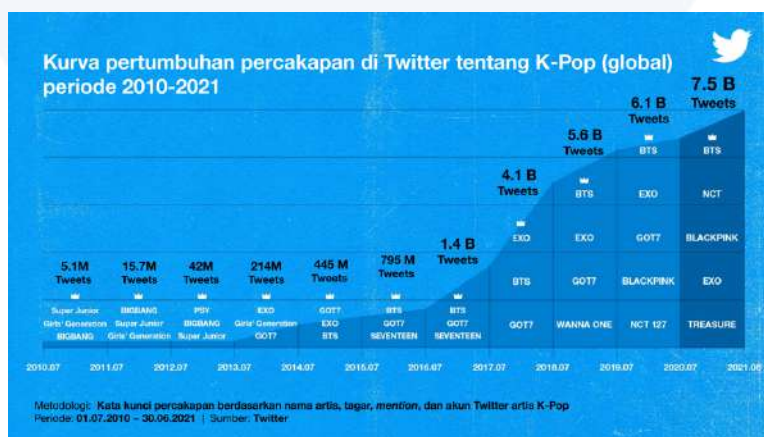 Kurva pertumbuhan percakapan di Twitter tentang K-Pop (global)
periode 2010-2021
5.1M
Tweets
Super Junior
Girls' Generation
BIGBANG
15.7M
Tweets
BIGBANG
Super Junior
Girls' Generation
42M
Tweets
PSY
BIGBANG
Super Junior
214M
Tweets
EXO
Girls' Generation
GOT7
445 M
Tweets
GOT7
EXO
BTS
795 M
Tweets
BTS
GOT7
SEVENTEEN
1.4 B
Tweets
BTS
GOT7
SEVENTEEN
4.1 B
Tweets
EXO
BTS
GOT7
5.6 B
Tweets
BTS
EXO
GOT7
WANNA ONE
6.1 B
Tweets
BTS
EXO
GOT7
BLACKPINK
NCT 127
7.5 B
Tweets
BTS
NCT
BLACKPINK
EXO
TREASURE
2010.07 2011.07 2012.07 2013.07 2014.07 2015.07 2016.07 2017.07 2018.07 2019.07 2020.07 2021.06
Metodologi: Kata kunci percakapan berdasarkan nama artis, tagar, mention, dan akun Twitter artis K-Pop
Periode: 01.07.2010 – 30.06.2021 | Sumber: Twitter